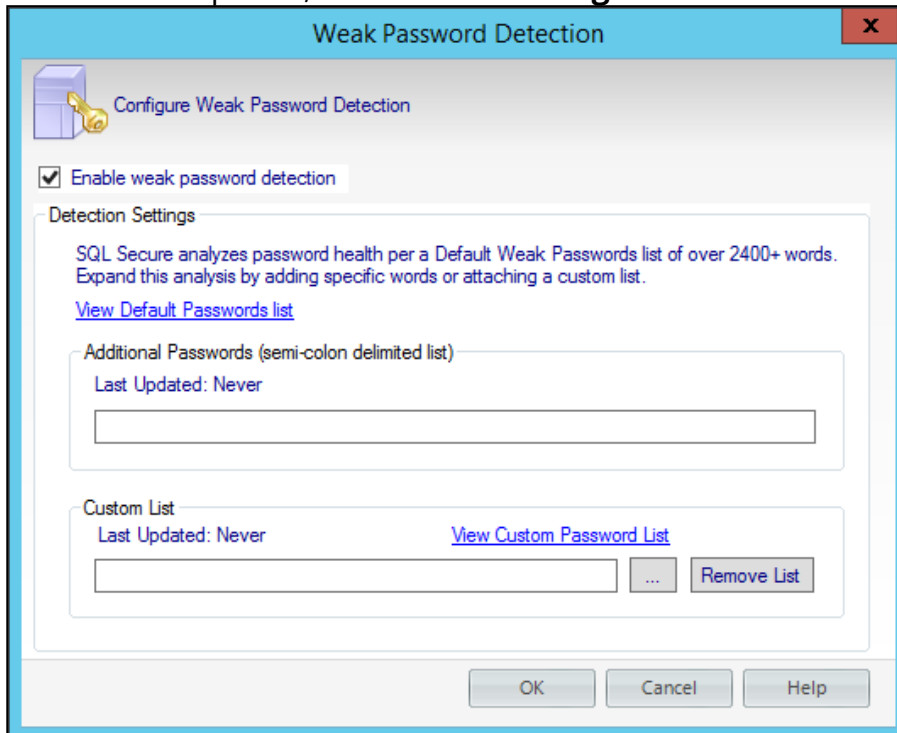 Weak Password Detection
x
Configure Weak Password Detection
Enable weak password detection
Detection Settings
SQL Secure analyzes password health per a Default Weak Passwords list of over 2400+ words.
Expand this analysis by adding specific words or attaching a custom list.
View Default Passwords list
Additional Passwords (semi-colon delimited list)
Last Updated: Never
Custom List
Last Updated: Never View Custom Password List
... Remove List
OK Cancel Help